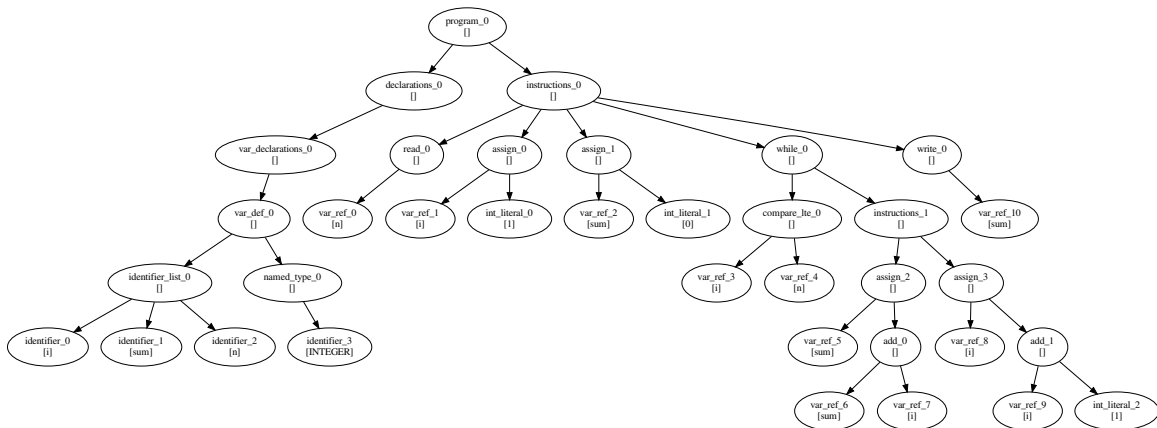 program_0
[]
declarations_0
[]
instructions_0
[]
var_declarations_0
[]
read_0
[]
assign_0
[]
assign_1
[]
while_0
[]
write_0
[]
var_def_0
[]
var_ref_0
[n]
var_ref_1
[i]
int_literal_0
[1]
var_ref_2
[sum]
int_literal_1
[0]
compare_lte_0
[]
instructions_1
[]
var_ref_10
[sum]
identifier_list_0
[]
named_type_0
[]
var_ref_3
[i]
var_ref_4
[n]
assign_2
[]
assign_3
[]
identifier_0
[i]
identifier_1
[sum]
identifier_2
[n]
identifier_3
[INTEGER]
var_ref_5
[sum]
add_0
[]
var_ref_8
[i]
add_1
[]
var_ref_6
[sum]
var_ref_7
[i]
var_ref_9
[i]
int_literal_2
[1]